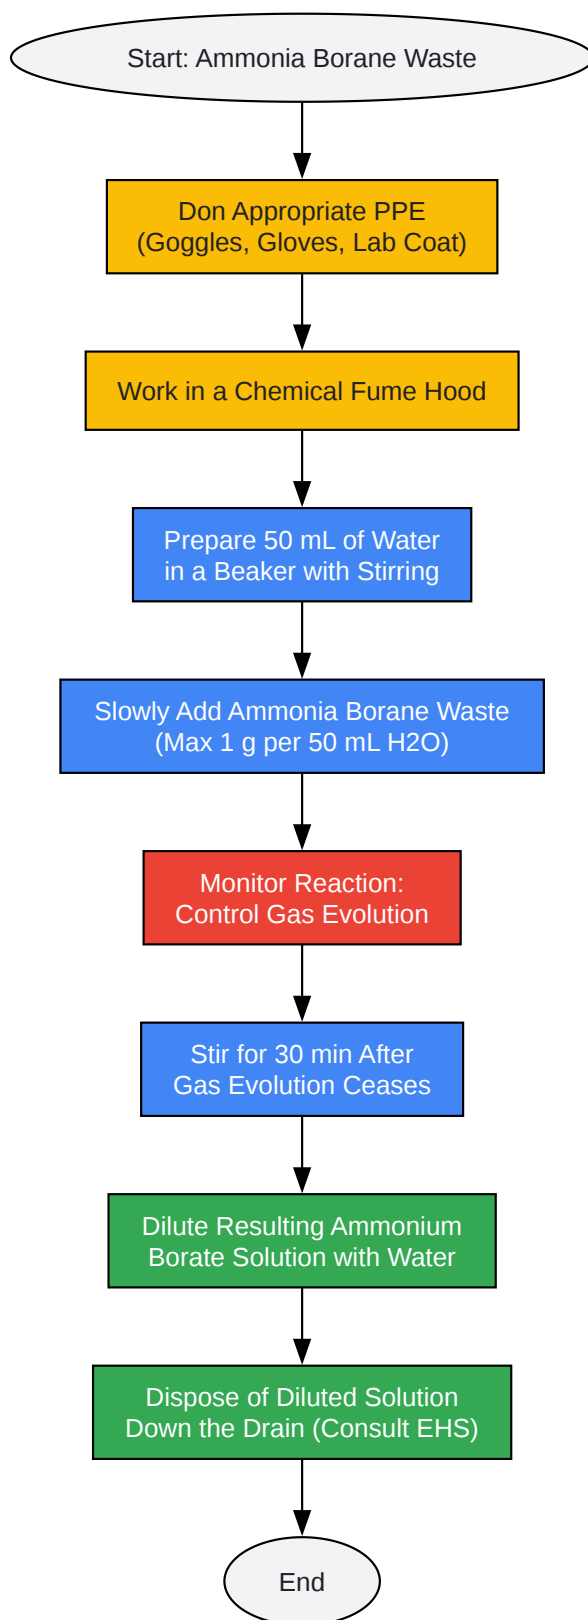 Start: Ammonia Borane Waste
Don Appropriate PPE
(Goggles, Gloves, Lab Coat)
Work in a Chemical Fume Hood
Prepare 50 mL of Water
in a Beaker with Stirring
Slowly Add Ammonia Borane Waste
(Max 1 g per 50 mL H2O)
Monitor Reaction:
Control Gas Evolution
Stir for 30 min After
Gas Evolution Ceases
Dilute Resulting Ammonium
Borate Solution with Water
Dispose of Diluted Solution
Down the Drain (Consult EHS)
End